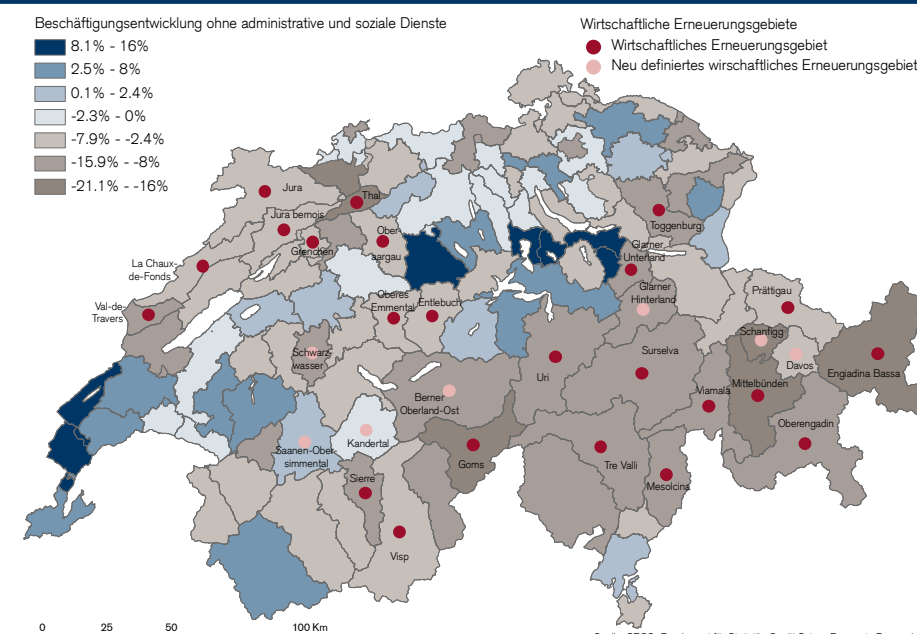 Beschäftigungsentwicklung ohne administrative und soziale Dienste
8.1% - 16%
2.5% - 8%
0.1% - 2.4%
-2.3% - 0%
-7.9% - -2.4%
-15.9% - -8%
-21.1% - -16%
Wirtschaftliche Erneuerungsgebiete
Wirtschaftliches Erneuerungsgebiet
Neu definiertes wirschaftliches Erneuerungsgebiet
Jura
Thal
Jura bernois
Grenchen
Ober-
aargau
Toggenburg
La Chaux-
de-Fonds
Glarner
Unterland
Val-de-
Travers
Oberes
Emmental
Entlebuch
Glarner
Hinterland
Prättigau
Schanfigg
Davos
Schwarz-
wasser
Surselva
Uri
Engiadina Bassa
Viamala
Mittelbünden
Berner
Oberland-Ost
Oberengadin
Saanen-Ober-
simmental
Kandertal
Goms
Tre Valli
Sierre
Mesolcina
Visp
0 25 50 100 Km